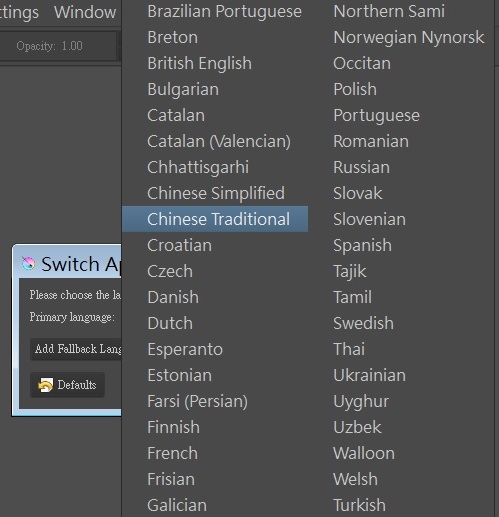 ttings Window
Opacity: 1.00
Switch Ap
Please choose the la
Primary language:
Add Fallback Lang
Defaults
Brazilian Portuguese
Breton
British English
Bulgarian
Catalan
Catalan (Valencian)
Chhattisgarhi
Chinese Simplified
Chinese Traditional
Croatian
Czech
Danish
Dutch
Esperanto
Estonian
Farsi (Persian)
Finnish
French
Frisian
Galician
Northern Sami
Norwegian Nynorsk
Occitan
Polish
Portuguese
Romanian
Russian
Slovak
Slovenian
Spanish
Tajik
Tamil
Swedish
Thai
Ukrainian
Uyghur
Uzbek
Walloon
Welsh
Turkish